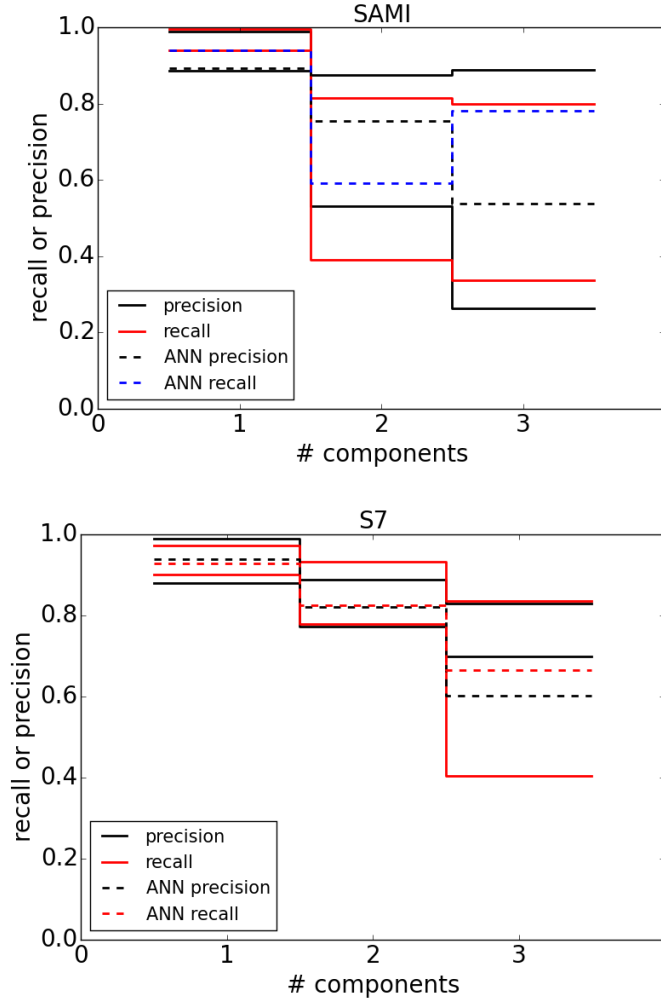 SAMI
1.0
0.8
0.6
0.4
0.2
0.0
recall or precision
precision
recall
ANN precision
ANN recall
0 1 2 3
# components
S7
1.0
0.8
0.6
0.4
0.2
0.0
recall or precision
precision
recall
ANN precision
ANN recall
0 1 2 3
# components